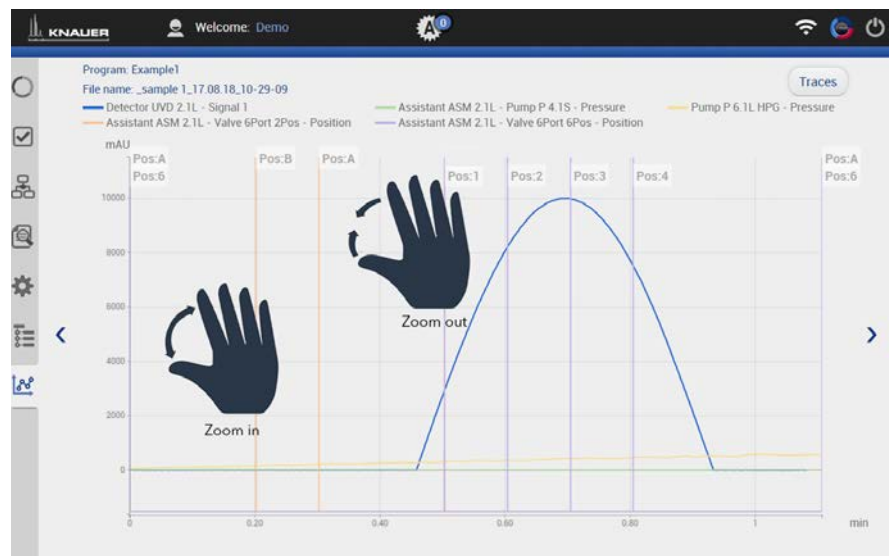 KNAUER
Welcome: Demo
A 0
Program: Example1
File name: _sample 1_17.08.18_10-29-09
Traces
Detector UVD 2.1L - Signal 1
Assistant ASM 2.1L - Pump P 4.1S - Pressure
Pump P 6.1L HPG - Pressure
Assistant ASM 2.1L - Valve 6Port 2Pos - Position
Assistant ASM 2.1L - Valve 6Port 6Pos - Position
mAU
Pos:A
Pos:B
Pos:A
Pos:A
Pos:6
Pos:1
Pos:2
Pos:3
Pos:4
Pos:6
10000
8000
6000
Zoom out
4000
Zoom in
2000
0
0
0.20
0.40
0.60
0.80
1
min